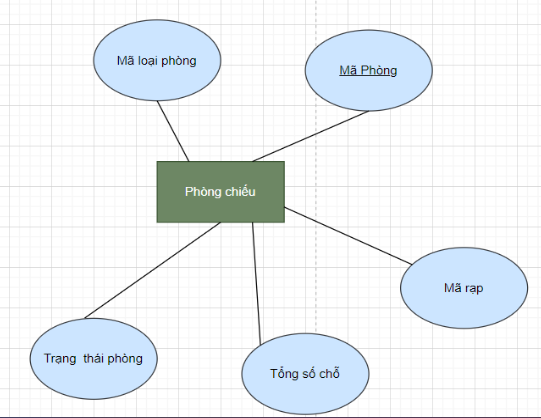 Mã loại phòng
Mã Phòng
Phòng chiếu
Mã rạp
Trạng thái phòng
Tổng số chỗ